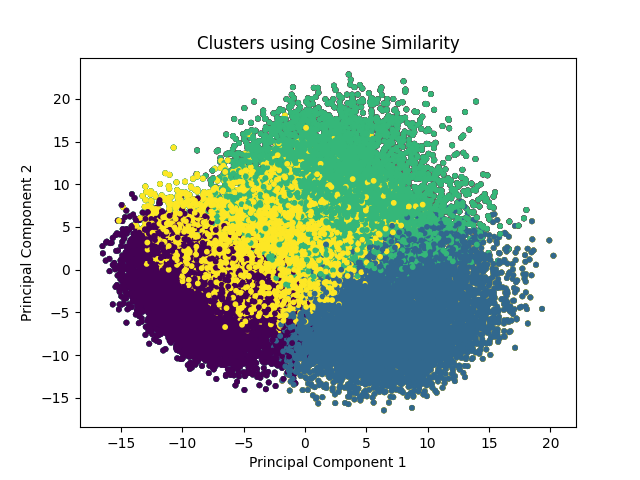 Clusters using Cosine Similarity
Principal Component 2
20
15
10
5
0
−5
−10
−15
−15 −10 −5 0 5 10 15 20
Principal Component 1